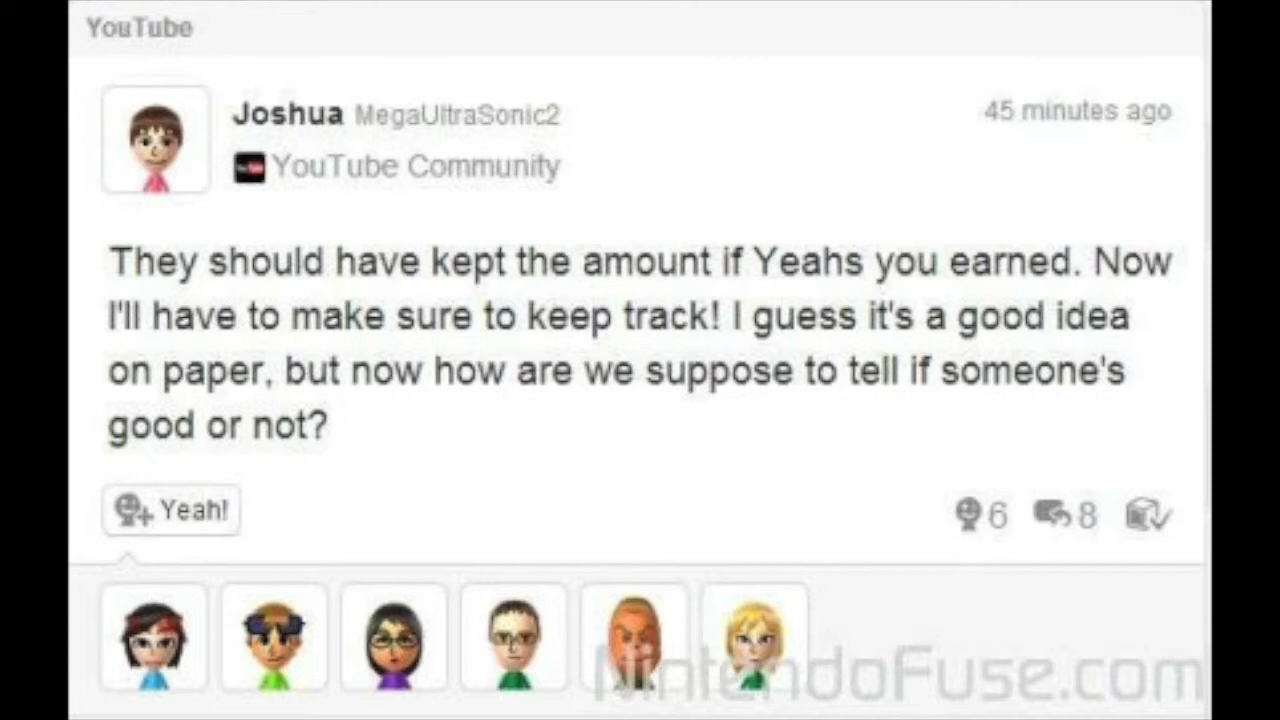 YouTube
Joshua MegaUltraSonic2
45 minutes ago
YouTube Community
They should have kept the amount if Yeahs you earned. Now
I'll have to make sure to keep track! I guess it's a good idea
on paper, but now how are we suppose to tell if someone's
good or not?
Yeah!
6
8
NintendoFuse.com